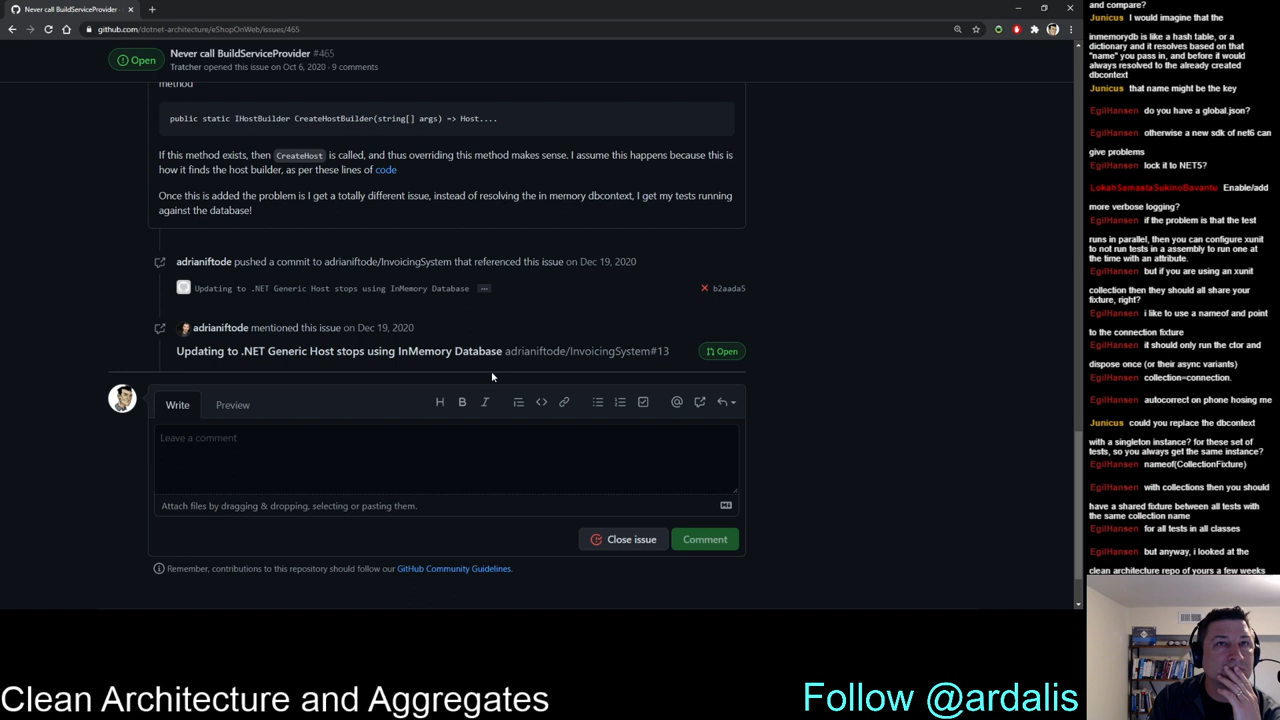 Never call BuildServiceProvider
github.com/dotnet-architecture/eShopOnWeb/issues/465
Open
Never call BuildServiceProvider #465
Tratcher opened this issue on Oct 6, 2020 · 9 comments
method
public static IHostBuilder CreateHostBuilder(string[] args) => Host....
If this method exists, then CreateHost is called, and thus overriding this method makes sense. I assume this happens because this is
how it finds the host builder, as per these lines of code
Once this is added the problem is I get a totally different issue, instead of resolving the in memory dbcontext, I get my tests running
against the database!
adrianiftode pushed a commit to adrianiftode/InvoicingSystem that referenced this issue on Dec 19, 2020
Updating to .NET Generic Host stops using InMemory Database ...
b2aada5
adrianiftode mentioned this issue on Dec 19, 2020
Updating to .NET Generic Host stops using InMemory Database adrianiftode/InvoicingSystem#13
Open
Write
Preview
Leave a comment
Attach files by dragging & dropping, selecting or pasting them.
Close issue
Comment
Remember, contributions to this repository should follow our GitHub Community Guidelines.
and compare?
Junicus I would imagine that the
inmemorydb is like a hash table, or a
dictionary and it resolves based on that
"name" you pass in, and before it would
always resolved to the already created
dbcontext
Junicus that name might be the key
EgilHansen do you have a global.json?
EgilHansen otherwise a new sdk of net6 can
give problems
EgilHansen lock it to NET5?
LokahSamastaSukinoBavantu Enable/add
more verbose logging?
EgilHansen if the problem is that the test
runs in parallel, then you can configure xunit
to not run tests in a assembly to run one at
the time with an attribute.
EgilHansen but if you are using an xunit
collection then they should all share your
fixture, right?
EgilHansen i like to use a nameof and point
to the connection fixture
EgilHansen it should only run the ctor and
dispose once (or their async variants)
EgilHansen collection=connection.
EgilHansen autocorrect on phone hosing me
Junicus could you replace the dbcontext
with a singleton instance? for these set of
tests, so you always get the same instance?
EgilHansen nameof(CollectionFixture)
EgilHansen with collections then you should
have a shared fixture between all tests with
the same collection name
EgilHansen for all tests in all classes
EgilHansen but anyway, i looked at the
clean architecture repo of yours a few weeks
Clean Architecture and Aggregates
Follow @ardalis